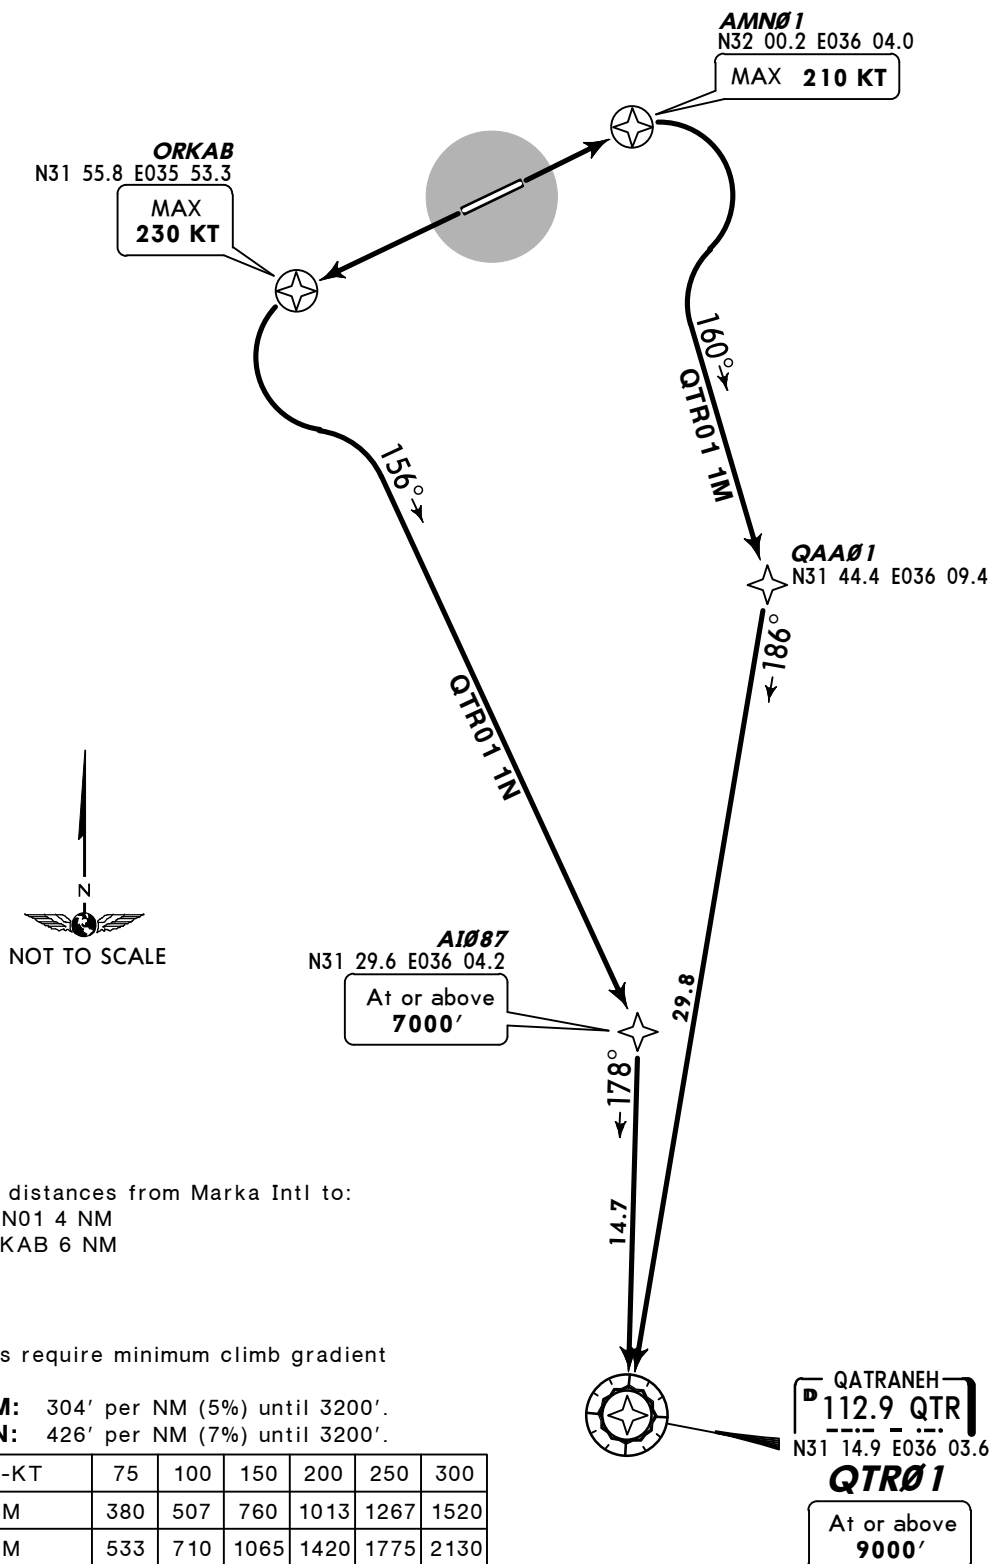 AMNØ1
N32 00.2 E036 04.0
MAX 210 KT
ORKAB
N31 55.8 E035 53.3
MAX
230 KT
160°
QTR01 1M
156°
QAAØ1
N31 44.4 E036 09.4
186°
QTR01 1N
N
NOT TO SCALE
AIØ87
N31 29.6 E036 04.2
At or above
7000'
29.8
178°
14.7
distances from Marka Intl to:
N01 4 NM
KAB 6 NM
s require minimum climb gradient
M: 304' per NM (5%) until 3200'.
N: 426' per NM (7%) until 3200'.
-KT 75 100 150 200 250 300
M 380 507 760 1013 1267 1520
M 533 710 1065 1420 1775 2130
QATRANEH
D 112.9 QTR
N31 14.9 E036 03.6
QTRØ1
At or above
9000'